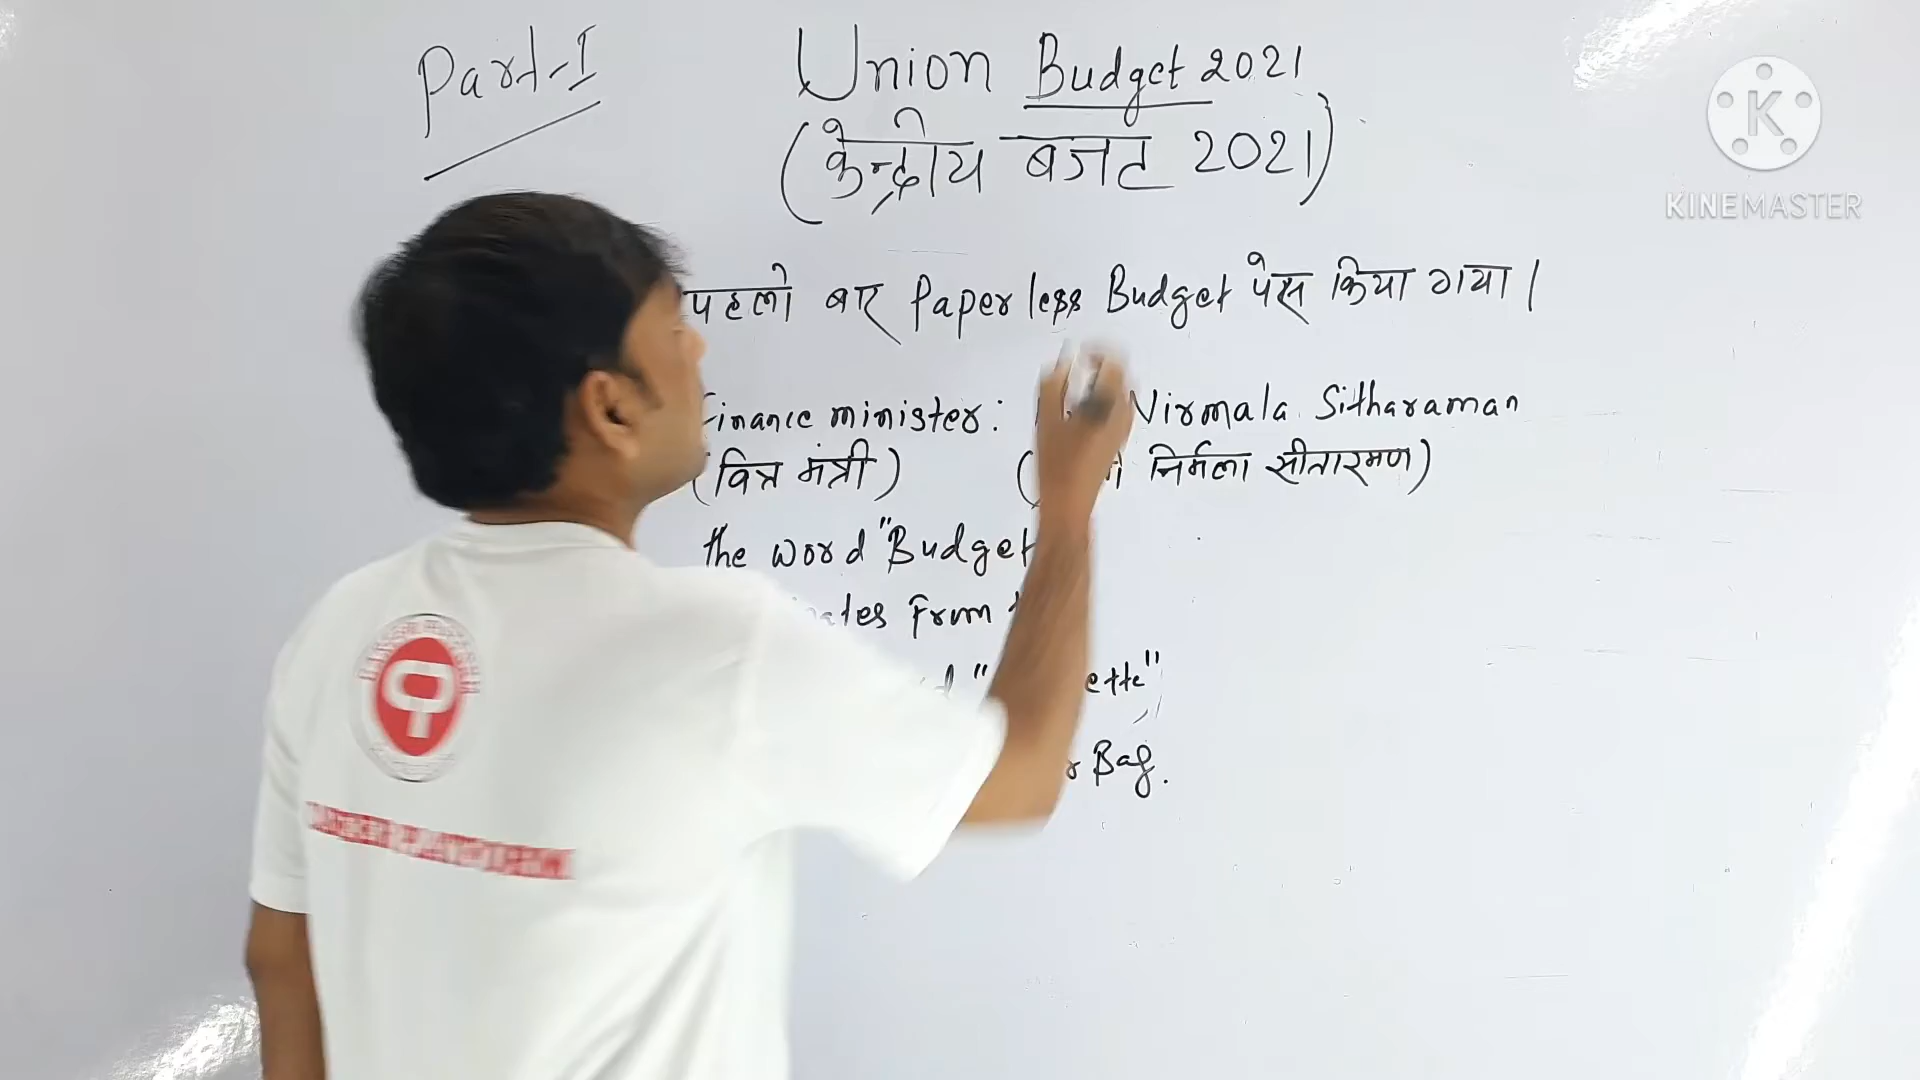 Part-I
Union Budget 2021
(केन्द्रीय बजट 2021)
KINEMASTER
पहली बार Paperless Budget पेस किया गया।
Finance minister: Nirmala Sitharaman
(वित्त मंत्री) ( निर्मला सीतारमण)
the word "Budget
From
"
ette"
Bag.